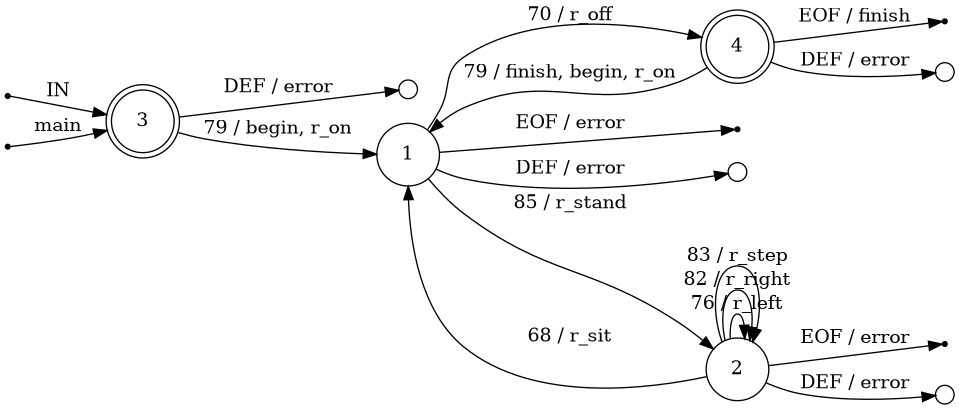 70 / r_off
EOF / finish
4
DEF / error
79 / finish, begin, r_on
IN
DEF / error
main
3
79 / begin, r_on
EOF / error
1
DEF / error
85 / r_stand
83 / r_step
82 / r_right
76 / r_left
68 / r_sit
EOF / error
2
DEF / error